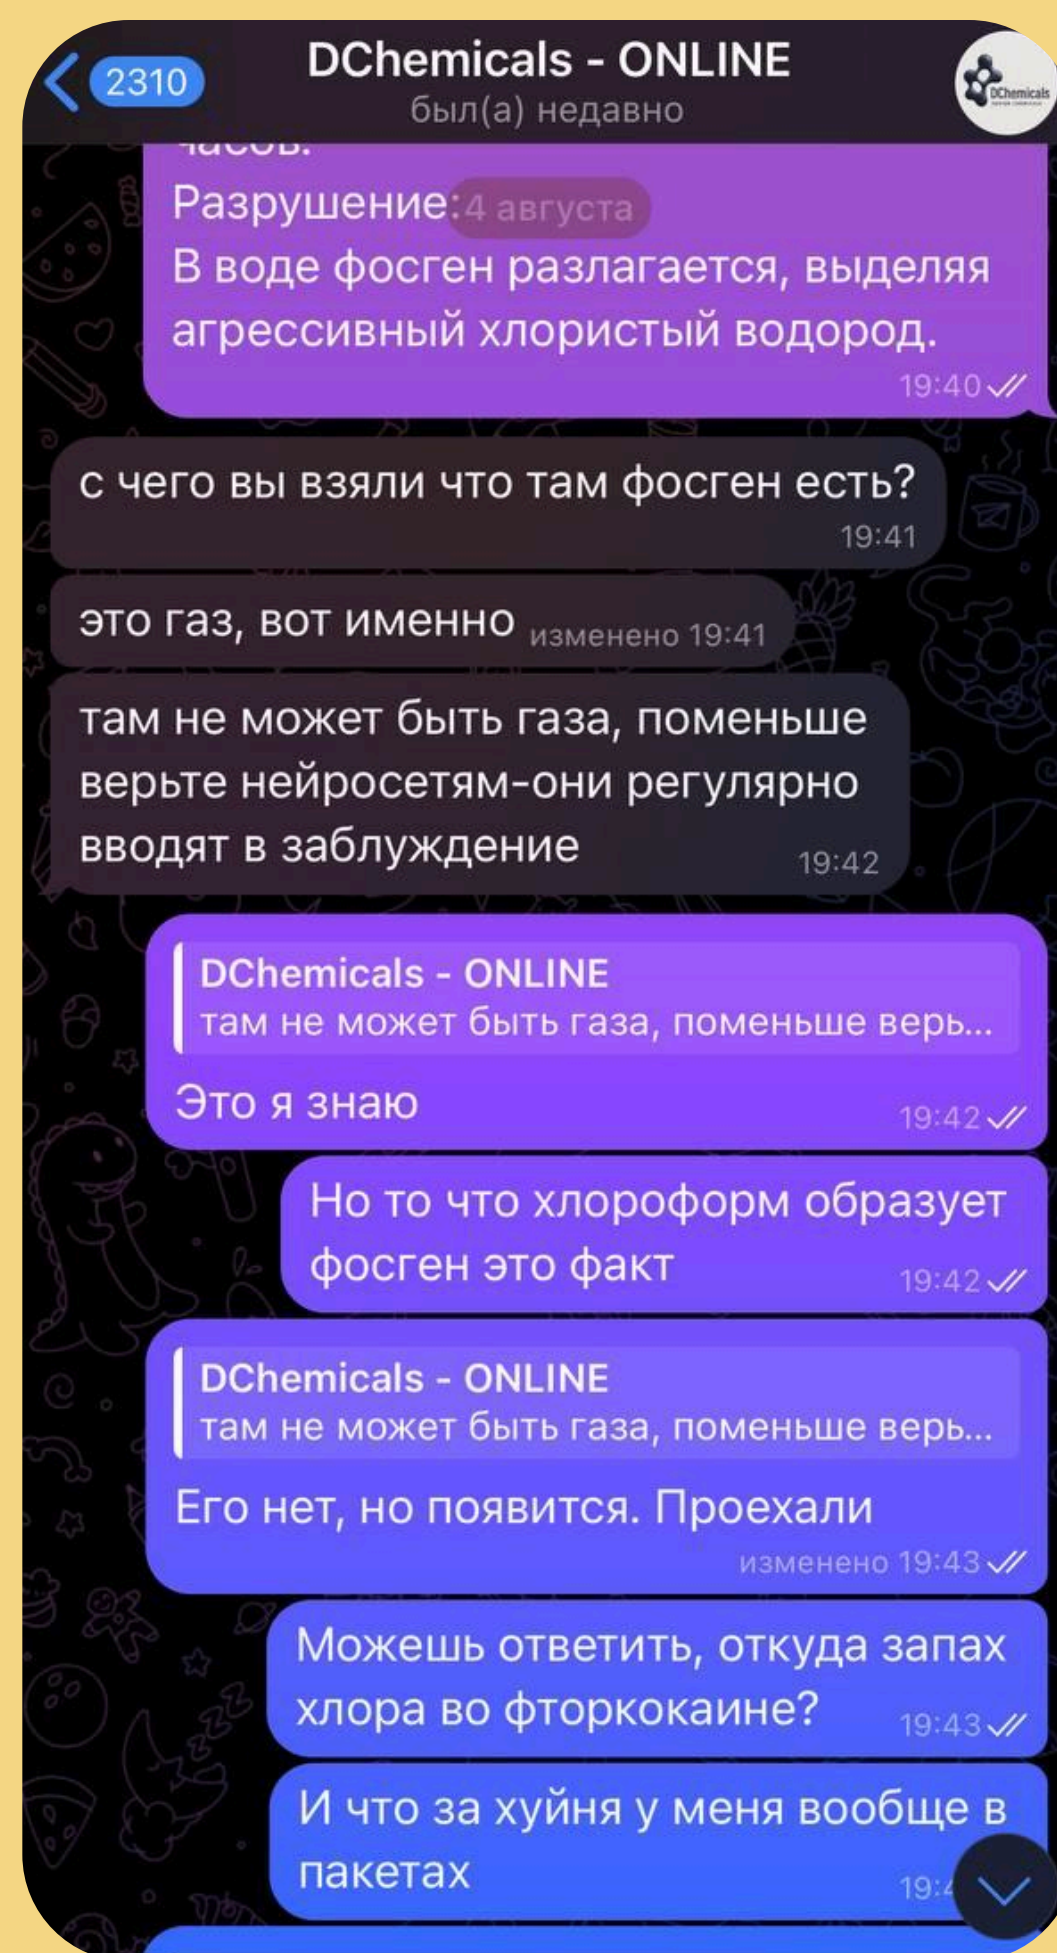 2310
DChemicals - ONLINE
был(а) недавно
DChemicals
часов.
Разрушение:
4 августа
В воде фосген разлагается, выделяя
агрессивный хлористый водород.
19:40
с чего вы взяли что там фосген есть?
19:41
это газ, вот именно изменено 19:41
там не может быть газа, поменьше
верьте нейросетям-они регулярно
вводят в заблуждение 19:42
DChemicals - ONLINE
там не может быть газа, поменьше верь...
Это я знаю 19:42
Но то что хлороформ образует
фосген это факт 19:42
DChemicals - ONLINE
там не может быть газа, поменьше верь...
Его нет, но появится. Проехали
изменено 19:43
Можешь ответить, откуда запах
хлора во фторкокаине? 19:43
И что за хуйня у меня вообще в
пакетах 19:4